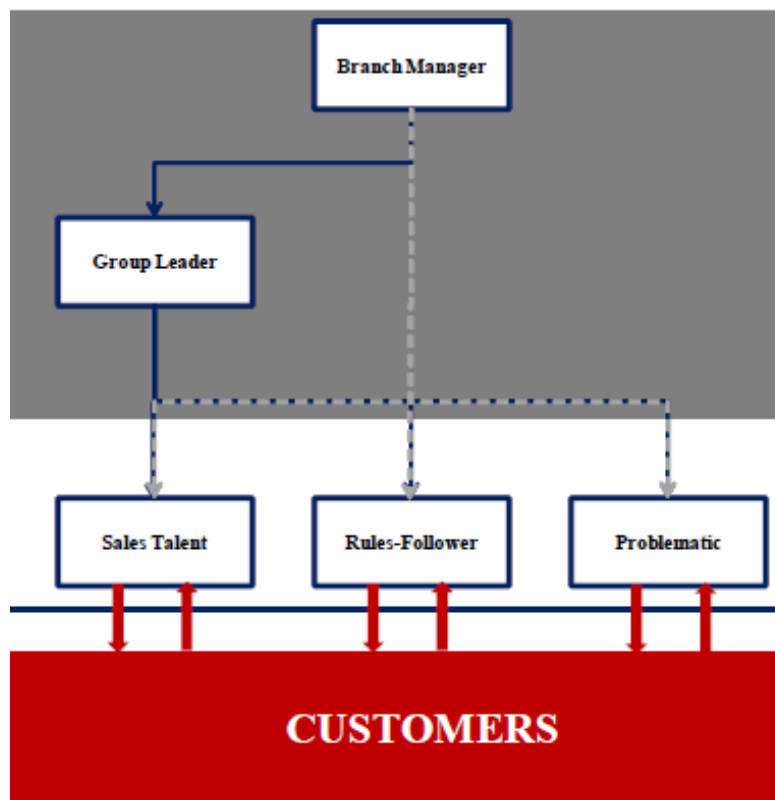 Branch Manager
Group Leader
Sales Talent
Rules-Follower
Problematic
CUSTOMERS